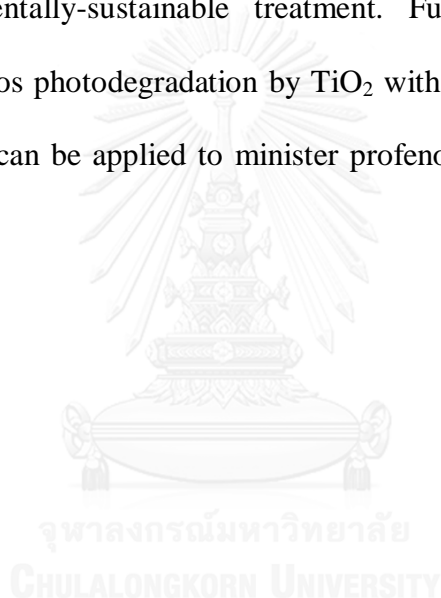 entally-sustainable treatment. Fu
os photodegradation by TiO₂ with
can be applied to minister profeno
จุฬาลงกรณ์มหาวิทยาลัย
CHULALONGKORN UNIVERSITY